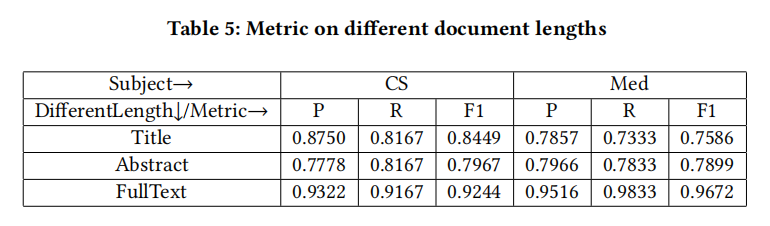 Table 5: Metric on different document lengths
Subject→ CS Med
DifferentLength↓/Metric→ P R F1 P R F1
Title 0.8750 0.8167 0.8449 0.7857 0.7333 0.7586
Abstract 0.7778 0.8167 0.7967 0.7966 0.7833 0.7899
FullText 0.9322 0.9167 0.9244 0.9516 0.9833 0.9672